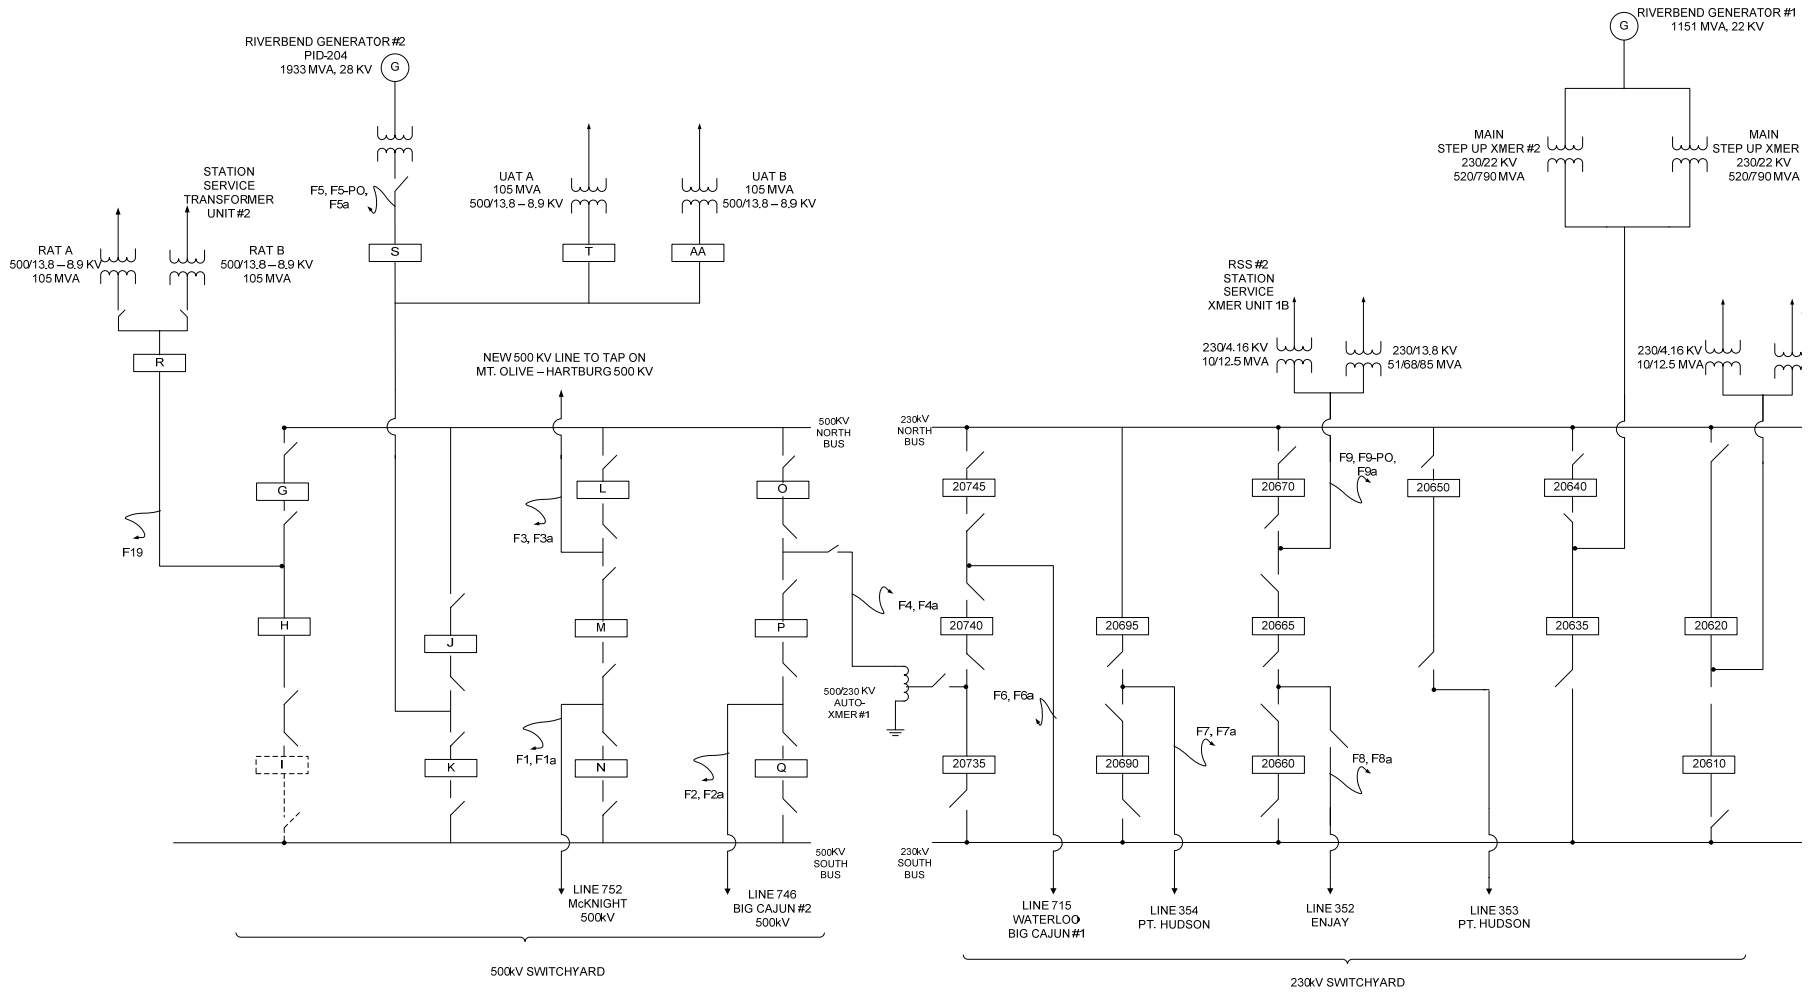 RIVERBEND GENERATOR #1
1151 MVA, 22 KV
G
RIVERBEND GENERATOR #2
PID-204
1933 MVA, 28 KV
G
MAIN
STEP UP XMER #2
230/22 KV
520/790 MVA
MAIN
STEP UP XMER
230/22 KV
520/790 MVA
STATION
SERVICE
TRANSFORMER
UNIT #2
F5, F5-PO,
F5a
UAT A
105 MVA
500/13.8 – 8.9 KV
UAT B
105 MVA
500/13.8 – 8.9 KV
RAT A
500/13.8 – 8.9 KV
105 MVA
RAT B
500/13.8 – 8.9 KV
105 MVA
S
T
AA
RSS #2
STATION
SERVICE
XMER UNIT 1B
R
NEW 500 KV LINE TO TAP ON
MT. OLIVE – HARTBURG 500 KV
230/4.16 KV
10/12.5 MVA
230/13.8 KV
51/68/85 MVA
230/4.16 KV
10/12.5 MVA
500KV
NORTH
BUS
230kV
NORTH
BUS
F9, F9-PO,
F9a
G
L
O
20745
20670
20650
20640
F3, F3a
F19
F4, F4a
H
J
M
P
20740
20695
20665
20635
20620
500/230 KV
AUTO-
XMER #1
F6, F6a
F1, F1a
F2, F2a
F7, F7a
F8, F8a
I
K
N
Q
20735
20690
20660
20610
500KV
SOUTH
BUS
230kV
SOUTH
BUS
LINE 752
McKNIGHT
500kV
LINE 746
BIG CAJUN #2
500kV
LINE 715
WATERLOO
BIG CAJUN #1
LINE 354
PT. HUDSON
LINE 352
ENJAY
LINE 353
PT. HUDSON
500kV SWITCHYARD
230kV SWITCHYARD